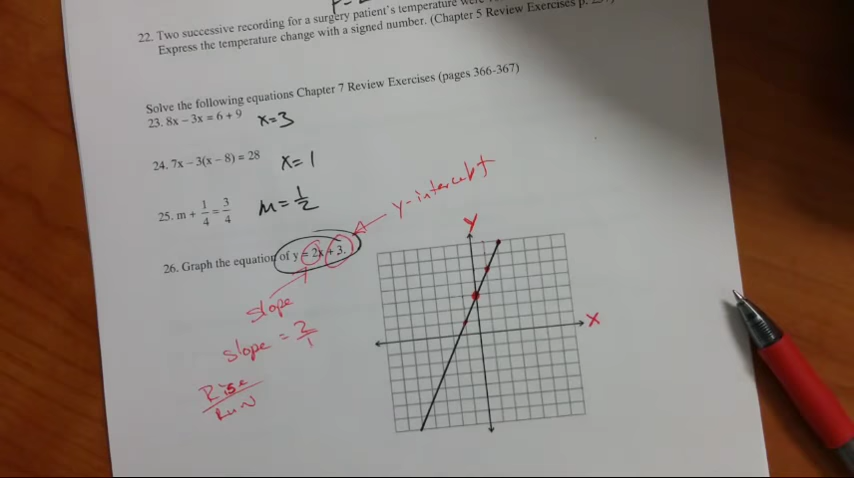 22. Two successive recording for a surgery patient's temperature were
Express the temperature change with a signed number. (Chapter 5 Review Exercises p.
Solve the following equations Chapter 7 Review Exercises (pages 366-367)
23. 8x – 3x = 6 + 9 x=3
24. 7x – 3(x – 8) = 28 x=1
25. m + 1/4 = 3/4 m=1/2
y-intercept
26. Graph the equation of y = 2x + 3.
Y
slope
X
slope = 2/1
Rise
Run